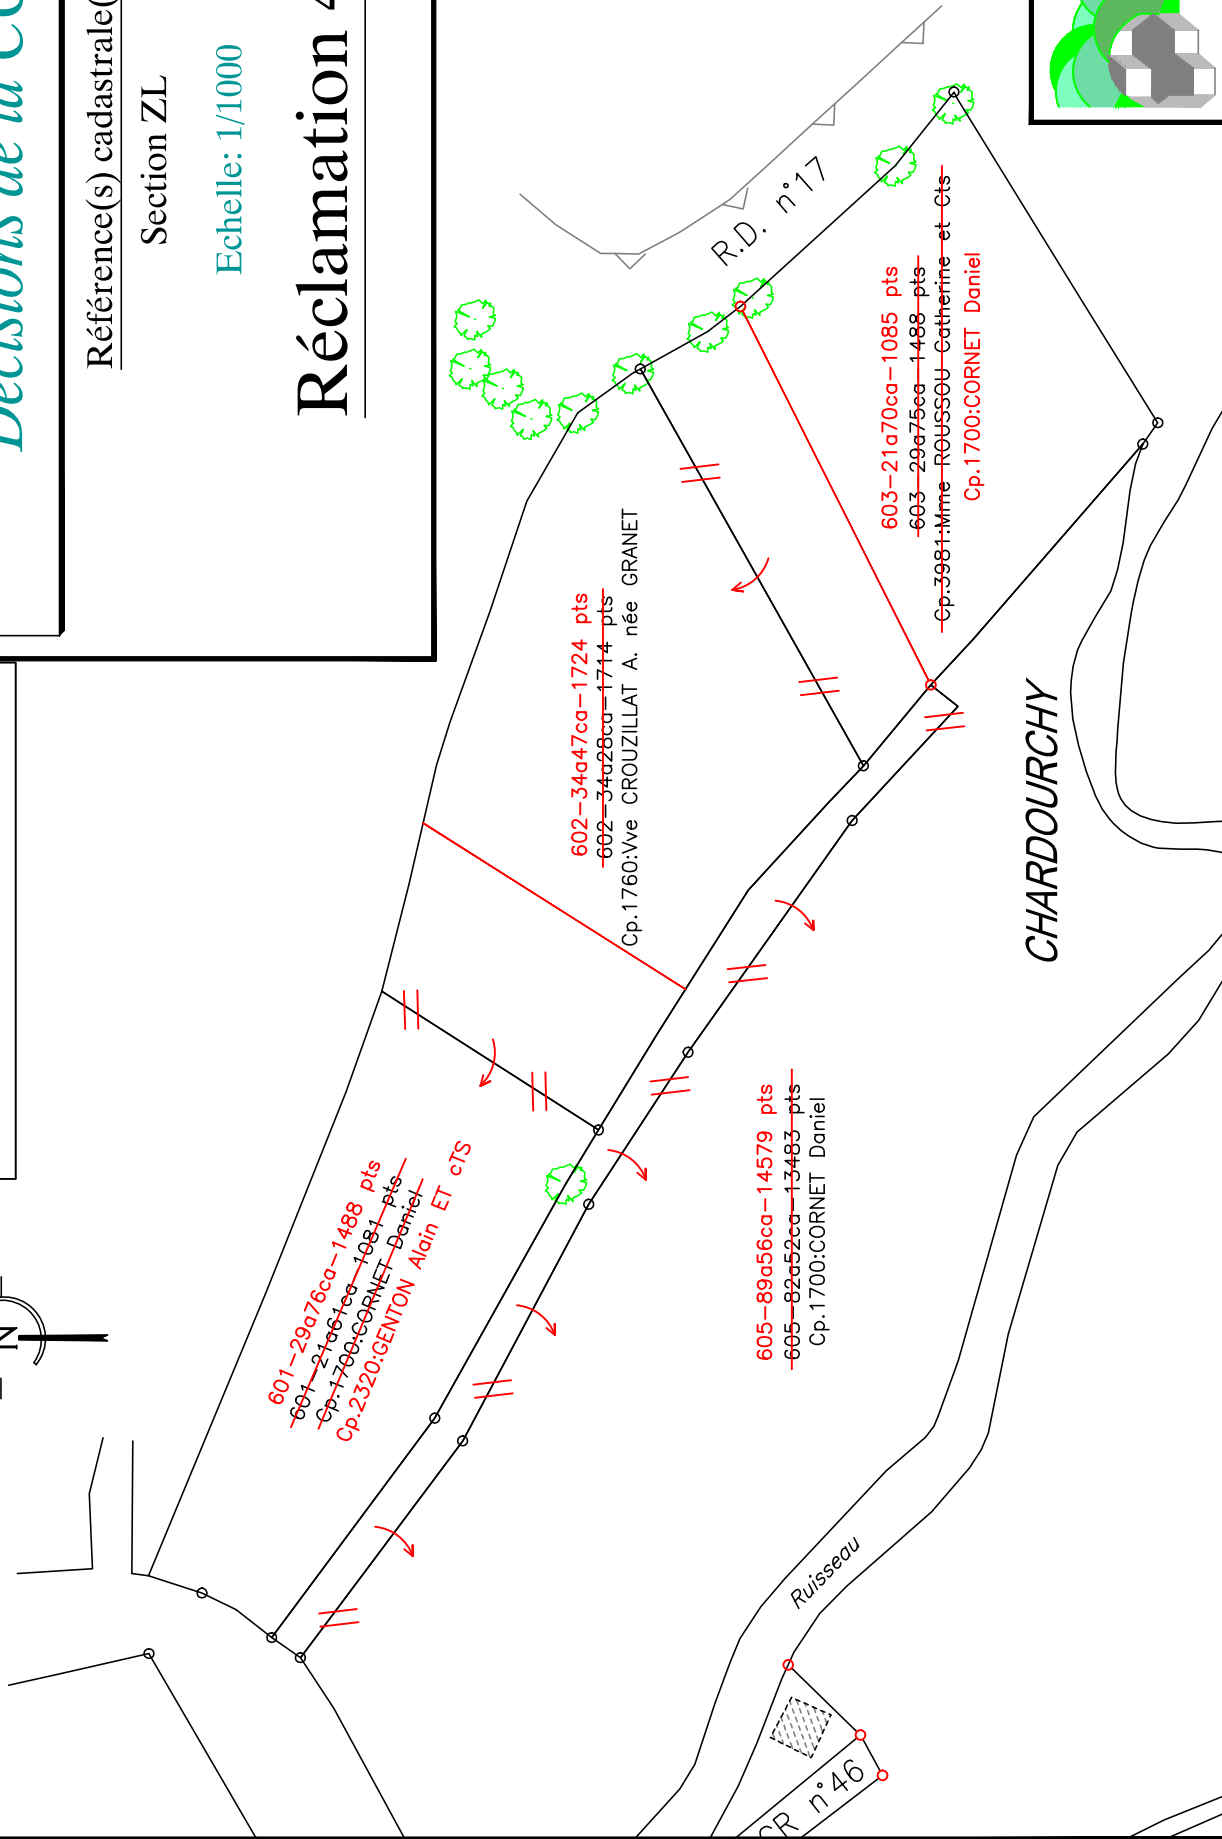 Décisions de la
Référence(s) cadastrale(
Section ZL
Echelle: 1/1000
Réclamation
N
R.D. n°17
603-21a70ca-1085 pts
603-29a75ca-1488 pts
Cp.3981:Mme ROUSSOU Catherine et Cts
Cp.1700:CORNET Daniel
602-34a47ca-1724 pts
602-34a28ca-1714 pts
Cp.1760:Vve CROUZILLAT A. née GRANET
CHARDOURCHY
601-29a76ca-1488 pts
601-21a61ca-1081 pts
Cp.1700:CORNET Daniel
Cp.2320:GENTON Alain ET cTS
605-89a56ca-14579 pts
605-82a52ca-13483 pts
Cp.1700:CORNET Daniel
Ruisseau
CR n°46